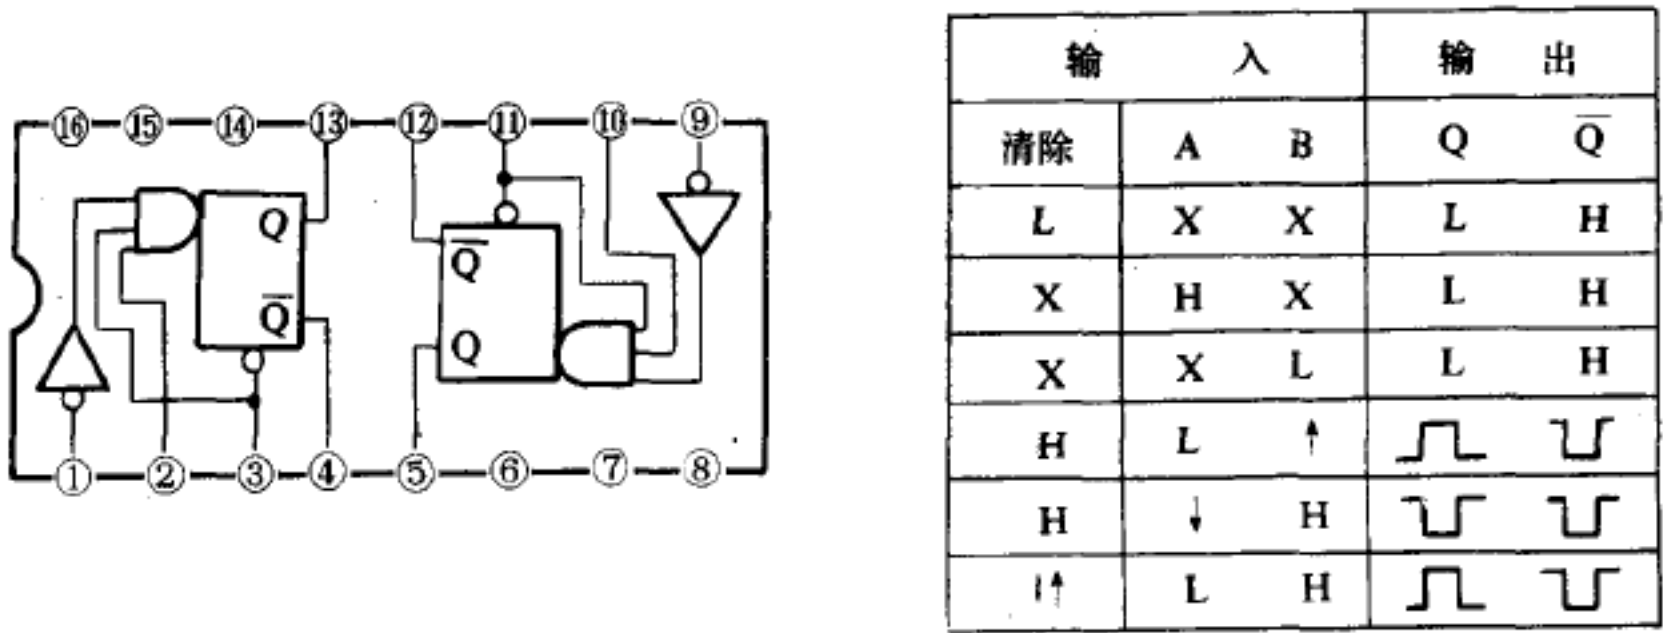 ⑯ ⑮ ⑭ ⑬ ⑫ ⑪ ⑩ ⑨
Q
Q̅
Q̅
Q
① ② ③ ④ ⑤ ⑥ ⑦ ⑧
输 入 输 出
清除 A B Q Q̅
L X X L H
X H X L H
X X L L H
H L ↑
H ↓ H
↑ L H